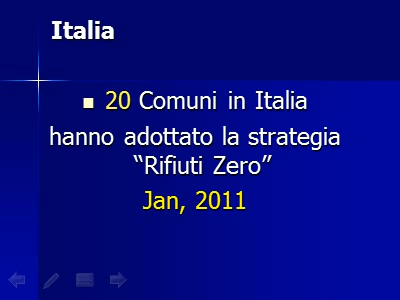 Italia
20 Comuni in Italia
hanno adottato la strategia
“Rifiuti Zero”
Jan, 2011